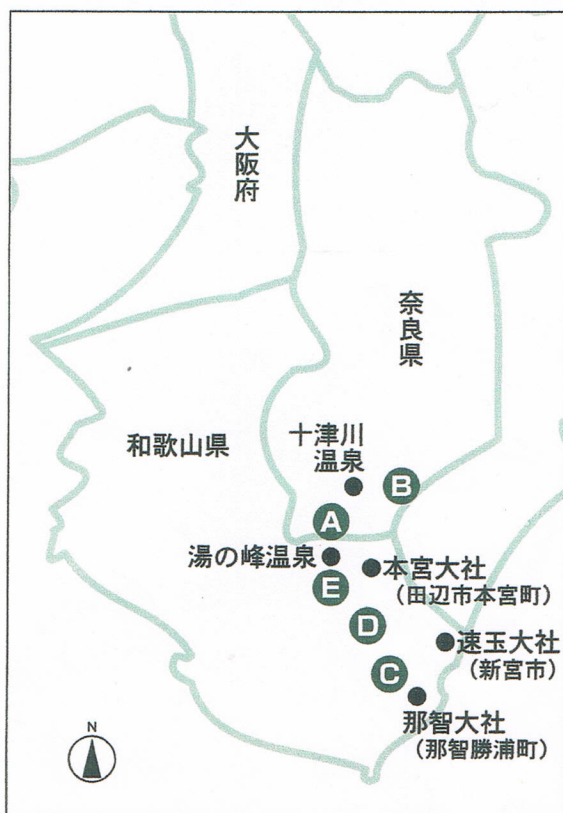 大阪府
奈良県
和歌山県
十津川
温泉
B
A
湯の峰温泉
E
本宮大社
（田辺市本宮町）
D
速玉大社
（新宮市）
C
那智大社
（那智勝浦町）
N